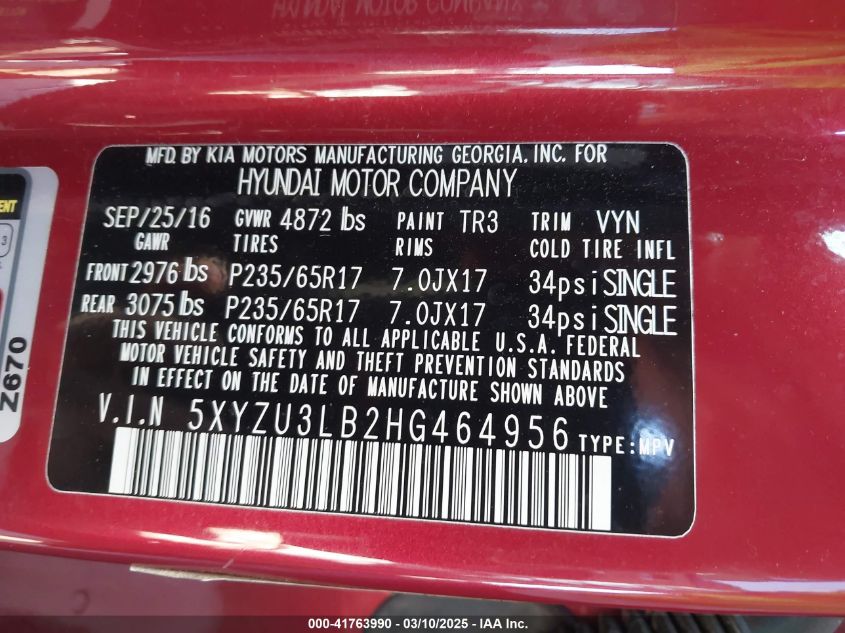 MFD. BY KIA MOTORS MANUFACTURING GEORGIA, INC. FOR
HYUNDAI MOTOR COMPANY
SEP/25/16 GVWR 4872 lbs PAINT TR3 TRIM VYN
GAWR TIRES RIMS COLD TIRE INFL
FRONT 2976 lbs P235/65R17 7.0JX17 34psi SINGLE
REAR 3075 lbs P235/65R17 7.0JX17 34psi SINGLE
THIS VEHICLE CONFORMS TO ALL APPLICABLE U.S.A. FEDERAL
MOTOR VEHICLE SAFETY AND THEFT PREVENTION STANDARDS
IN EFFECT ON THE DATE OF MANUFACTURE SHOWN ABOVE
V.I.N 5XYZU3LB2HG464956 TYPE:MPV
Z670
000-41763990 - 03/10/2025 - IAA Inc.